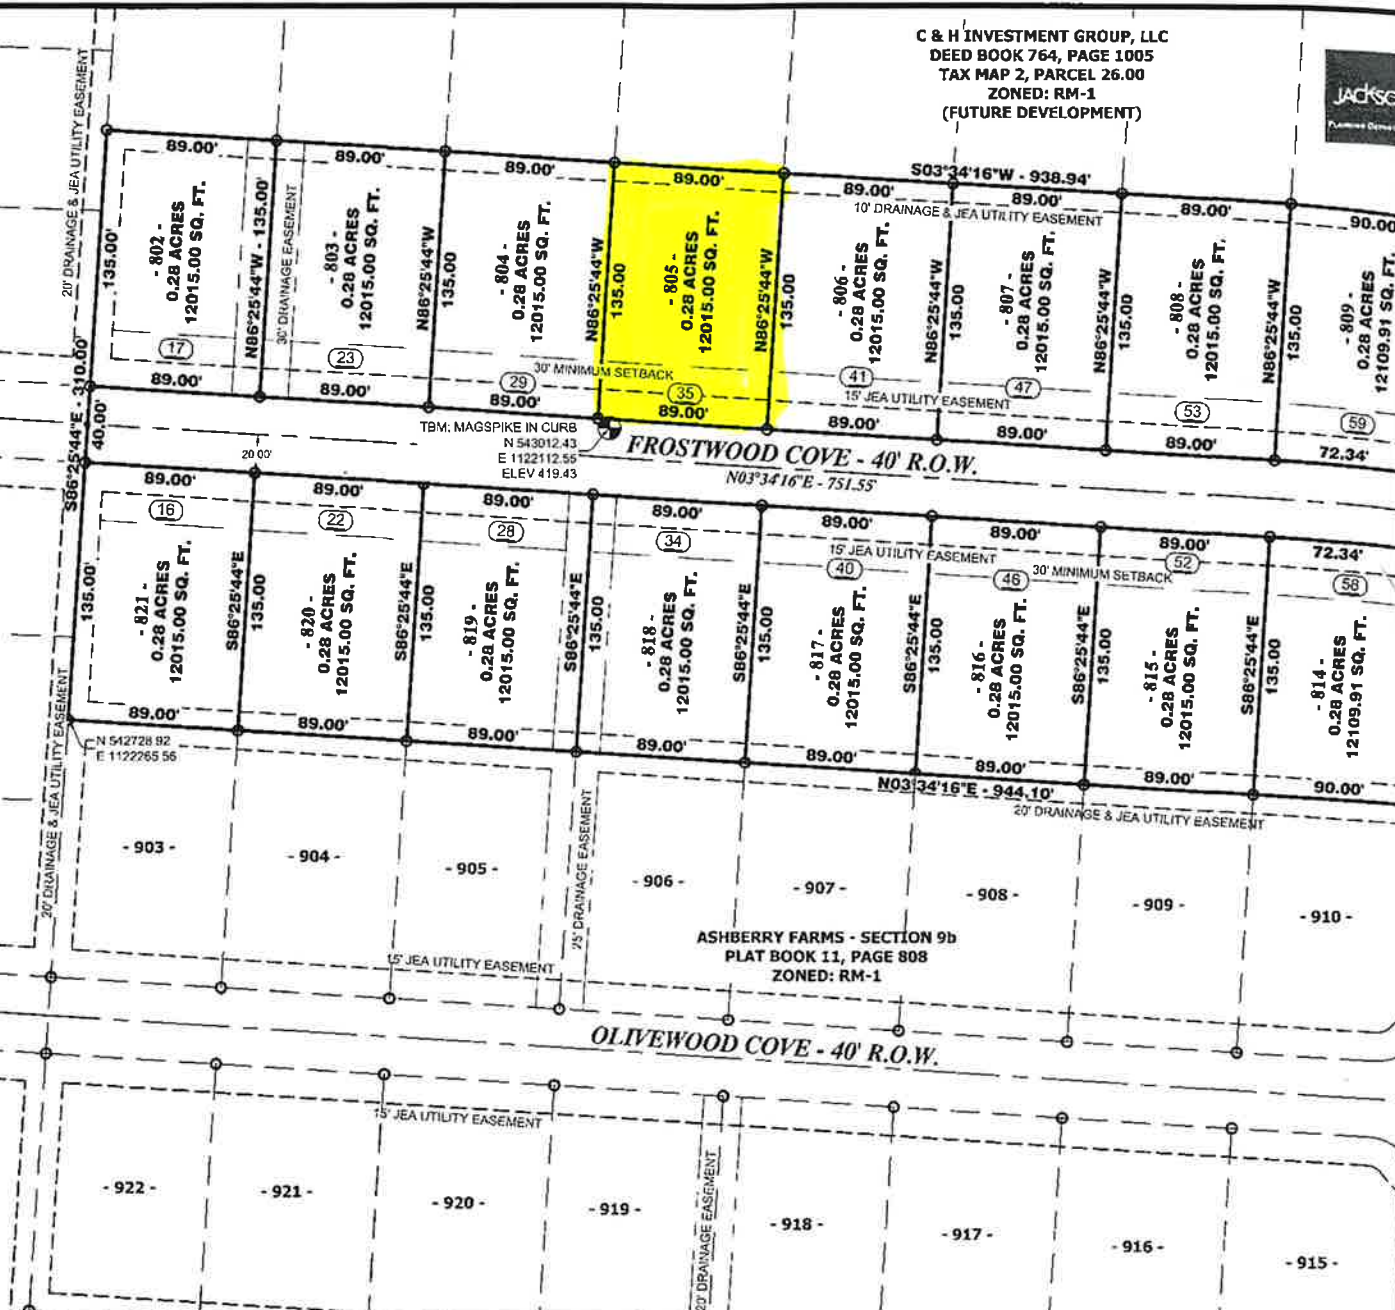 C & H INVESTMENT GROUP, LLC
DEED BOOK 764, PAGE 1005
TAX MAP 2, PARCEL 26.00
ZONED: RM-1
(FUTURE DEVELOPMENT)
20' DRAINAGE & JEA UTILITY EASEMENT
S03°34'16"W - 938.94'
89.00'
89.00'
89.00'
89.00'
89.00'
89.00'
89.00'
90.00'
10' DRAINAGE & JEA UTILITY EASEMENT
135.00'
- 802 -
0.28 ACRES
12015.00 SQ. FT.
N86°25'44"W - 135.00'
30' DRAINAGE EASEMENT
- 803 -
0.28 ACRES
12015.00 SQ. FT.
N86°25'44"W
135.00
- 804 -
0.28 ACRES
12015.00 SQ. FT.
N86°25'44"W
135.00
- 805 -
0.28 ACRES
12015.00 SQ. FT.
N86°25'44"W
135.00
- 806 -
0.28 ACRES
12015.00 SQ. FT.
N86°25'44"W
135.00
- 807 -
0.28 ACRES
12015.00 SQ. FT.
N86°25'44"W
135.00
- 808 -
0.28 ACRES
12015.00 SQ. FT.
N86°25'44"W
135.00
- 809 -
0.28 ACRES
12109.91 SQ. FT.
17
23
29
35
41
47
53
59
30' MINIMUM SETBACK
15' JEA UTILITY EASEMENT
89.00'
89.00'
89.00'
89.00'
89.00'
89.00'
89.00'
72.34'
S86°25'44"E - 310.00'
40.00'
20.00'
TBM: MAGSPIKE IN CURB
N 543012.43
E 1122112.55
ELEV 419.43
FROSTWOOD COVE - 40' R.O.W.
N03°34'16"E - 751.55'
89.00'
89.00'
89.00'
89.00'
89.00'
89.00'
89.00'
72.34'
16
22
28
34
40
46
52
58
15' JEA UTILITY EASEMENT
30' MINIMUM SETBACK
135.00'
- 821 -
0.28 ACRES
12015.00 SQ. FT.
S86°25'44"E
135.00
- 820 -
0.28 ACRES
12015.00 SQ. FT.
S86°25'44"E
135.00
- 819 -
0.28 ACRES
12015.00 SQ. FT.
S86°25'44"E
135.00
- 818 -
0.28 ACRES
12015.00 SQ. FT.
S86°25'44"E
135.00
- 817 -
0.28 ACRES
12015.00 SQ. FT.
S86°25'44"E
135.00
- 816 -
0.28 ACRES
12015.00 SQ. FT.
S86°25'44"E
135.00
- 815 -
0.28 ACRES
12015.00 SQ. FT.
S86°25'44"E
135.00
- 814 -
0.28 ACRES
12109.91 SQ. FT.
89.00'
89.00'
89.00'
89.00'
89.00'
89.00'
89.00'
90.00'
N 542728.92
E 1122265.56
N03°34'16"E - 944.10'
20' DRAINAGE & JEA UTILITY EASEMENT
20' DRAINAGE & JEA UTILITY EASEMENT
- 903 -
- 904 -
- 905 -
25' DRAINAGE EASEMENT
- 906 -
- 907 -
- 908 -
- 909 -
- 910 -
ASHBERRY FARMS - SECTION 9b
PLAT BOOK 11, PAGE 808
ZONED: RM-1
15' JEA UTILITY EASEMENT
OLIVEWOOD COVE - 40' R.O.W.
15' JEA UTILITY EASEMENT
- 922 -
- 921 -
- 920 -
- 919 -
20' DRAINAGE EASEMENT
- 918 -
- 917 -
- 916 -
- 915 -